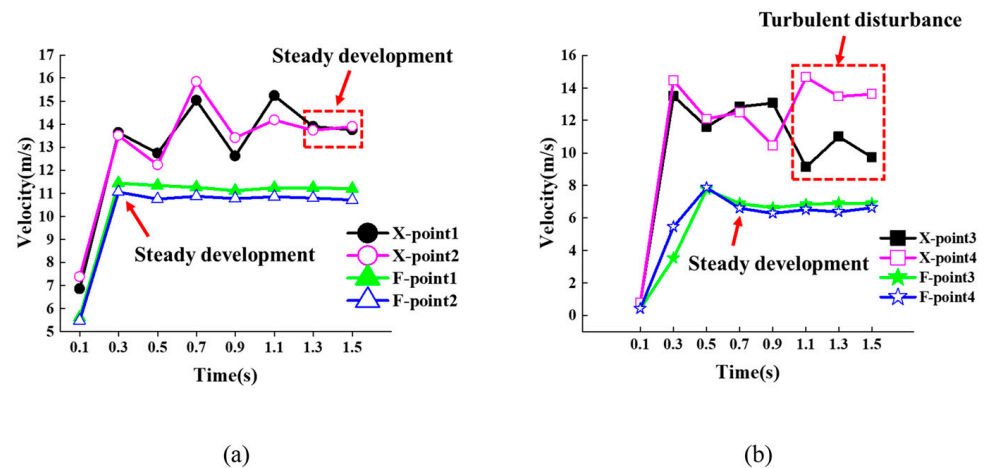 (a)
Steady development
17
16
15
14
13
12
11
10
9
8
7
6
5
Velocity(m/s)
Steady development
X-point1
X-point2
F-point1
F-point2
0.1 0.3 0.5 0.7 0.9 1.1 1.3 1.5
Time(s)
(a)
(b)
Turbulent disturbance
16
14
12
10
8
6
4
2
0
Velocity(m/s)
Steady development
X-point3
X-point4
F-point3
F-point4
0.1 0.3 0.5 0.7 0.9 1.1 1.3 1.5
Time(s)
(b)